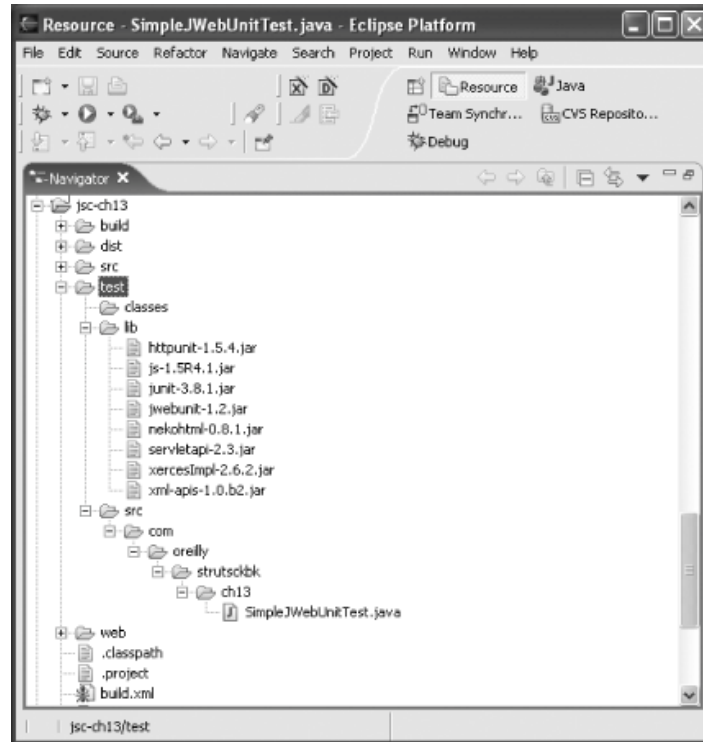 Resource - SimpleJWebUnitTest.java - Eclipse Platform
File Edit Source Refactor Navigate Search Project Run Window Help
Resource Java
Team Synchr... CVS Reposito...
Debug
Navigator
jsc-ch13
build
dist
src
test
classes
lib
httpunit-1.5.4.jar
js-1.5R4.1.jar
junit-3.8.1.jar
jwebunit-1.2.jar
nekohtml-0.8.1.jar
servletapi-2.3.jar
xercesImpl-2.6.2.jar
xml-apis-1.0.b2.jar
src
com
oreilly
strutsckbk
ch13
SimpleJWebUnitTest.java
web
.classpath
.project
build.xml
jsc-ch13/test